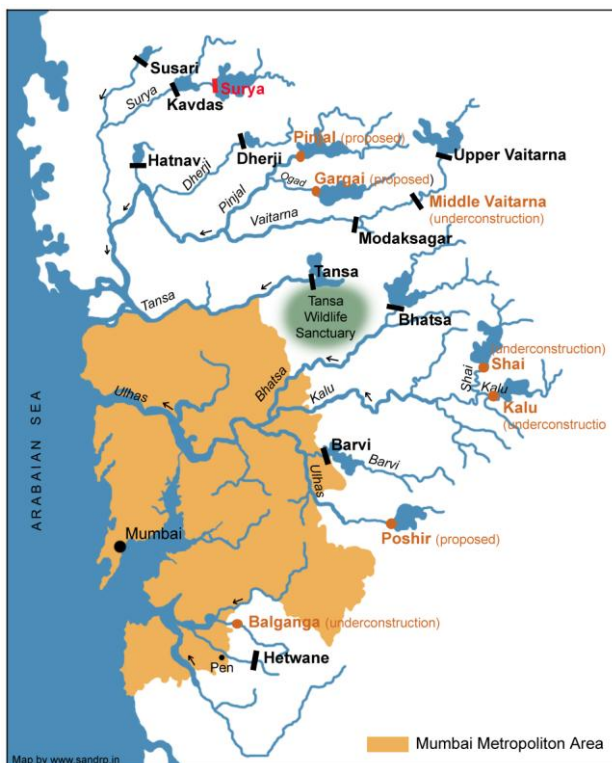 Susari
Surya
Kavdas
Surya
Hatnav
Dherji
Dherji
Pinjal (proposed)
Upper Vaitarna
Ogad
Gargai (proposed)
Pinjal
Middle Vaitarna
(underconstruction)
Vaitarna
Modaksagar
Tansa
Tansa
Tansa
Wildlife
Sanctuary
Bhatsa
(underconstruction)
Shai
Shai
Bhatsa
Ulhas
Kalu
Kalu
Kalu
(underconstructio
ARABAIAN SEA
Barvi
Barvi
Ulhas
Mumbai
Poshir (proposed)
Balganga (underconstruction)
Hetwane
Pen
Mumbai Metropoliton Area
Map by www.sandrp.in